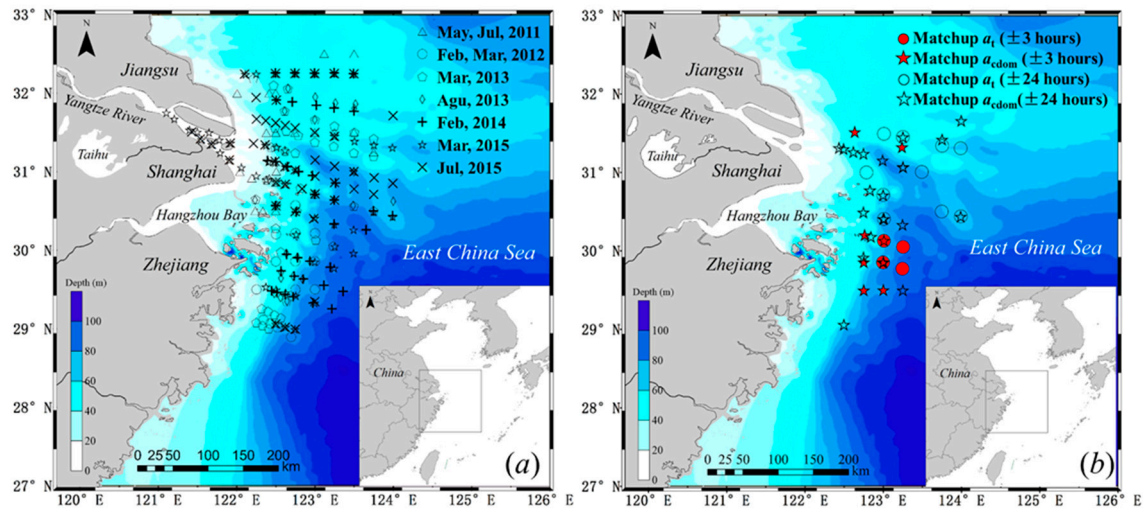 33° N
32° N
31° N
30° N
29° N
28° N
27° N
120° E
121° E
122° E
123° E
124° E
125° E
126° E
N
Jiangsu
Yangtze River
Taihu
Shanghai
Hangzhou Bay
Zhejiang
East China Sea
May, Jul, 2011
Feb, Mar, 2012
Mar, 2013
Agu, 2013
Feb, 2014
Mar, 2015
Jul, 2015
Depth (m)
100
80
60
40
20
0
0 25 50 100 150 200
km
N
China
(a)
33° N
32° N
31° N
30° N
29° N
28° N
27° N
120° E
121° E
122° E
123° E
124° E
125° E
126° E
N
Jiangsu
Yangtze River
Taihu
Shanghai
Hangzhou Bay
Zhejiang
East China Sea
Matchup at (±3 hours)
Matchup acdom (±3 hours)
Matchup at (±24 hours)
Matchup acdom(±24 hours)
Depth (m)
100
80
60
40
20
0
0 25 50 100 150 200
km
N
China
(b)